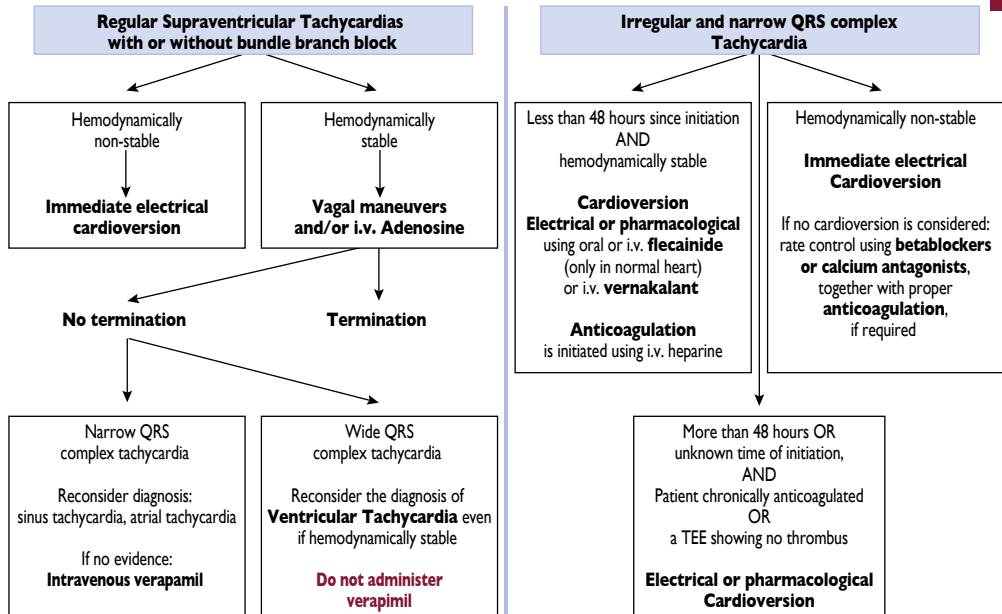 Regular Supraventricular Tachycardias
with or without bundle branch block
Hemodynamically
non-stable
Immediate electrical
cardioversion
Hemodynamically
stable
Vagal maneuvers
and/or i.v. Adenosine
No termination
Termination
Narrow QRS
complex tachycardia
Reconsider diagnosis:
sinus tachycardia, atrial tachycardia
If no evidence:
Intravenous verapamil
Wide QRS
complex tachycardia
Reconsider the diagnosis of
Ventricular Tachycardia even
if hemodynamically stable
Do not administer
verapimil
Irregular and narrow QRS complex
Tachycardia
Less than 48 hours since initiation
AND
hemodynamically stable
Cardioversion
Electrical or pharmacological
using oral or i.v. flecainide
(only in normal heart)
or i.v. vernakalant
Anticoagulation
is initiated using i.v. heparine
Hemodynamically non-stable
Immediate electrical
Cardioversion
If no cardioversion is considered:
rate control using betablockers
or calcium antagonists,
together with proper
anticoagulation,
if required
More than 48 hours OR
unknown time of initiation,
AND
Patient chronically anticoagulated
OR
a TEE showing no thrombus
Electrical or pharmacological
Cardioversion